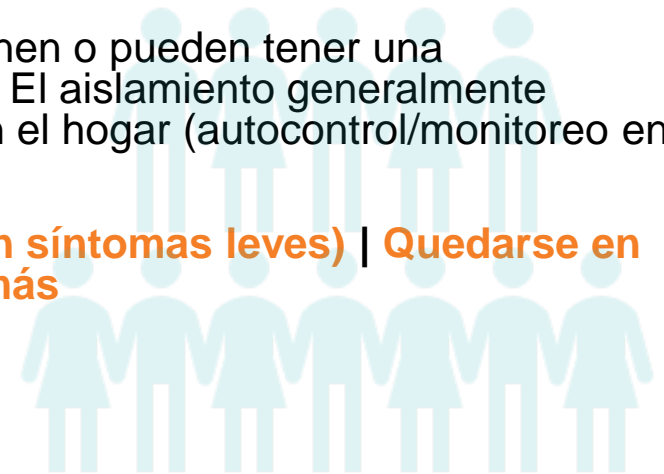 nen o pueden tener una
El aislamiento generalmente
n el hogar (autocontrol/monitoreo en
n síntomas leves) | Quedarse en
nás